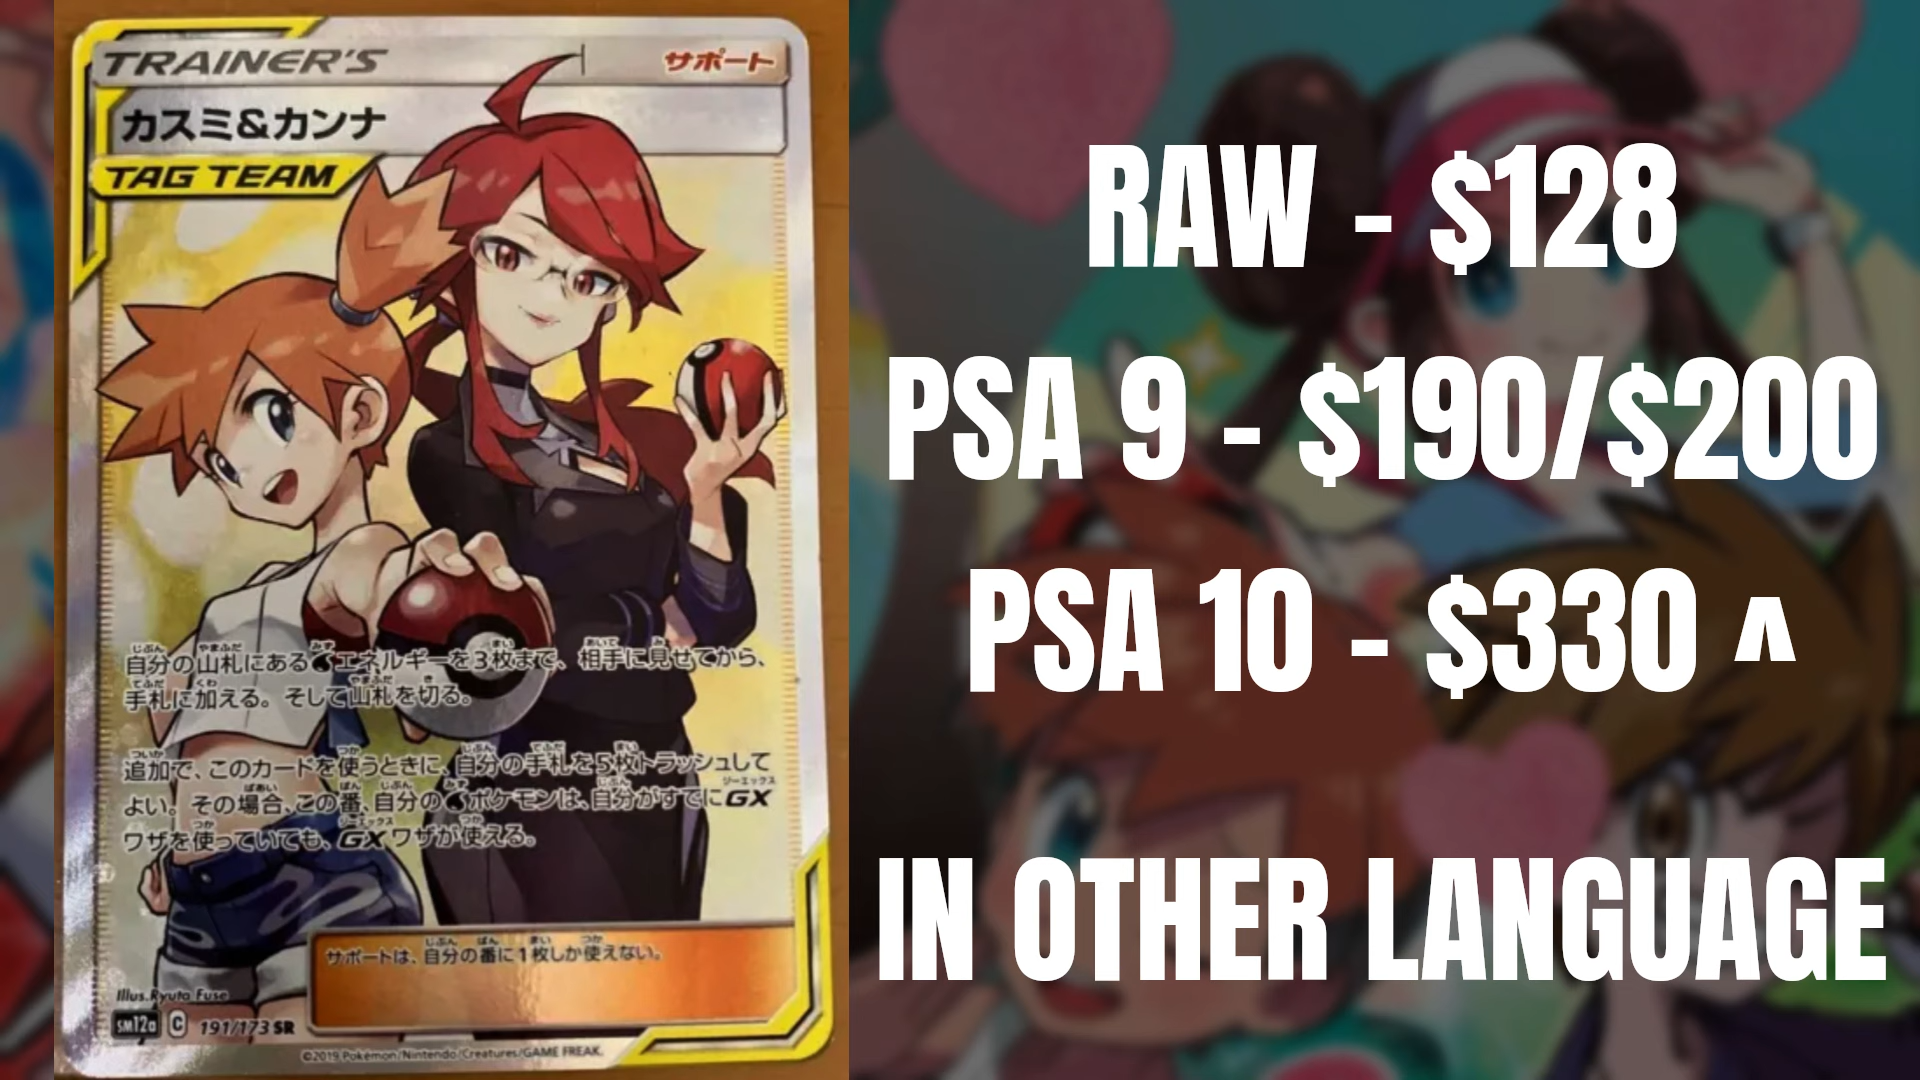 TRAINER'S
サポート
カスミ&カンナ
TAG TEAM
自分の山札にあるエネルギーを3枚まで、相手に見せてから、
手札に加える。そして山札を切る。
追加で、このカードを使うときに、自分の手札を5枚トラッシュして
よい。その場合、この番、自分のポケモンは、自分がすでにGX
ワザを使っていても、GXワザが使える。
サポートは、自分の番に1枚しか使えない。
Illus. Ryuta Fuse
SM12a C 191/173 SR
©2019 Pokémon/Nintendo/Creatures/GAME FREAK.
RAW - $128
PSA 9 - $190/$200
PSA 10 - $330 ^
IN OTHER LANGUAGE